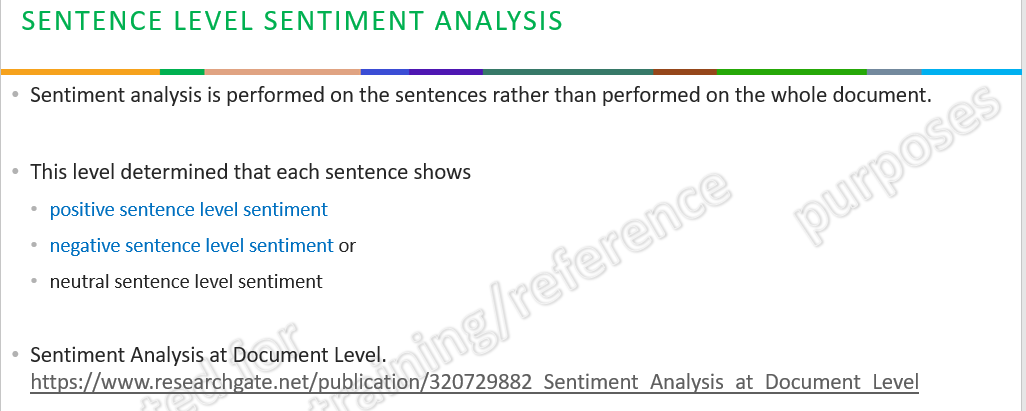 SENTENCE LEVEL SENTIMENT ANALYSIS
• Sentiment analysis is performed on the sentences rather than performed on the whole document.
• This level determined that each sentence shows
• positive sentence level sentiment
• negative sentence level sentiment or
• neutral sentence level sentiment
• Sentiment Analysis at Document Level.
https://www.researchgate.net/publication/320729882_Sentiment_Analysis_at_Document_Level
for
training/reference
purposes